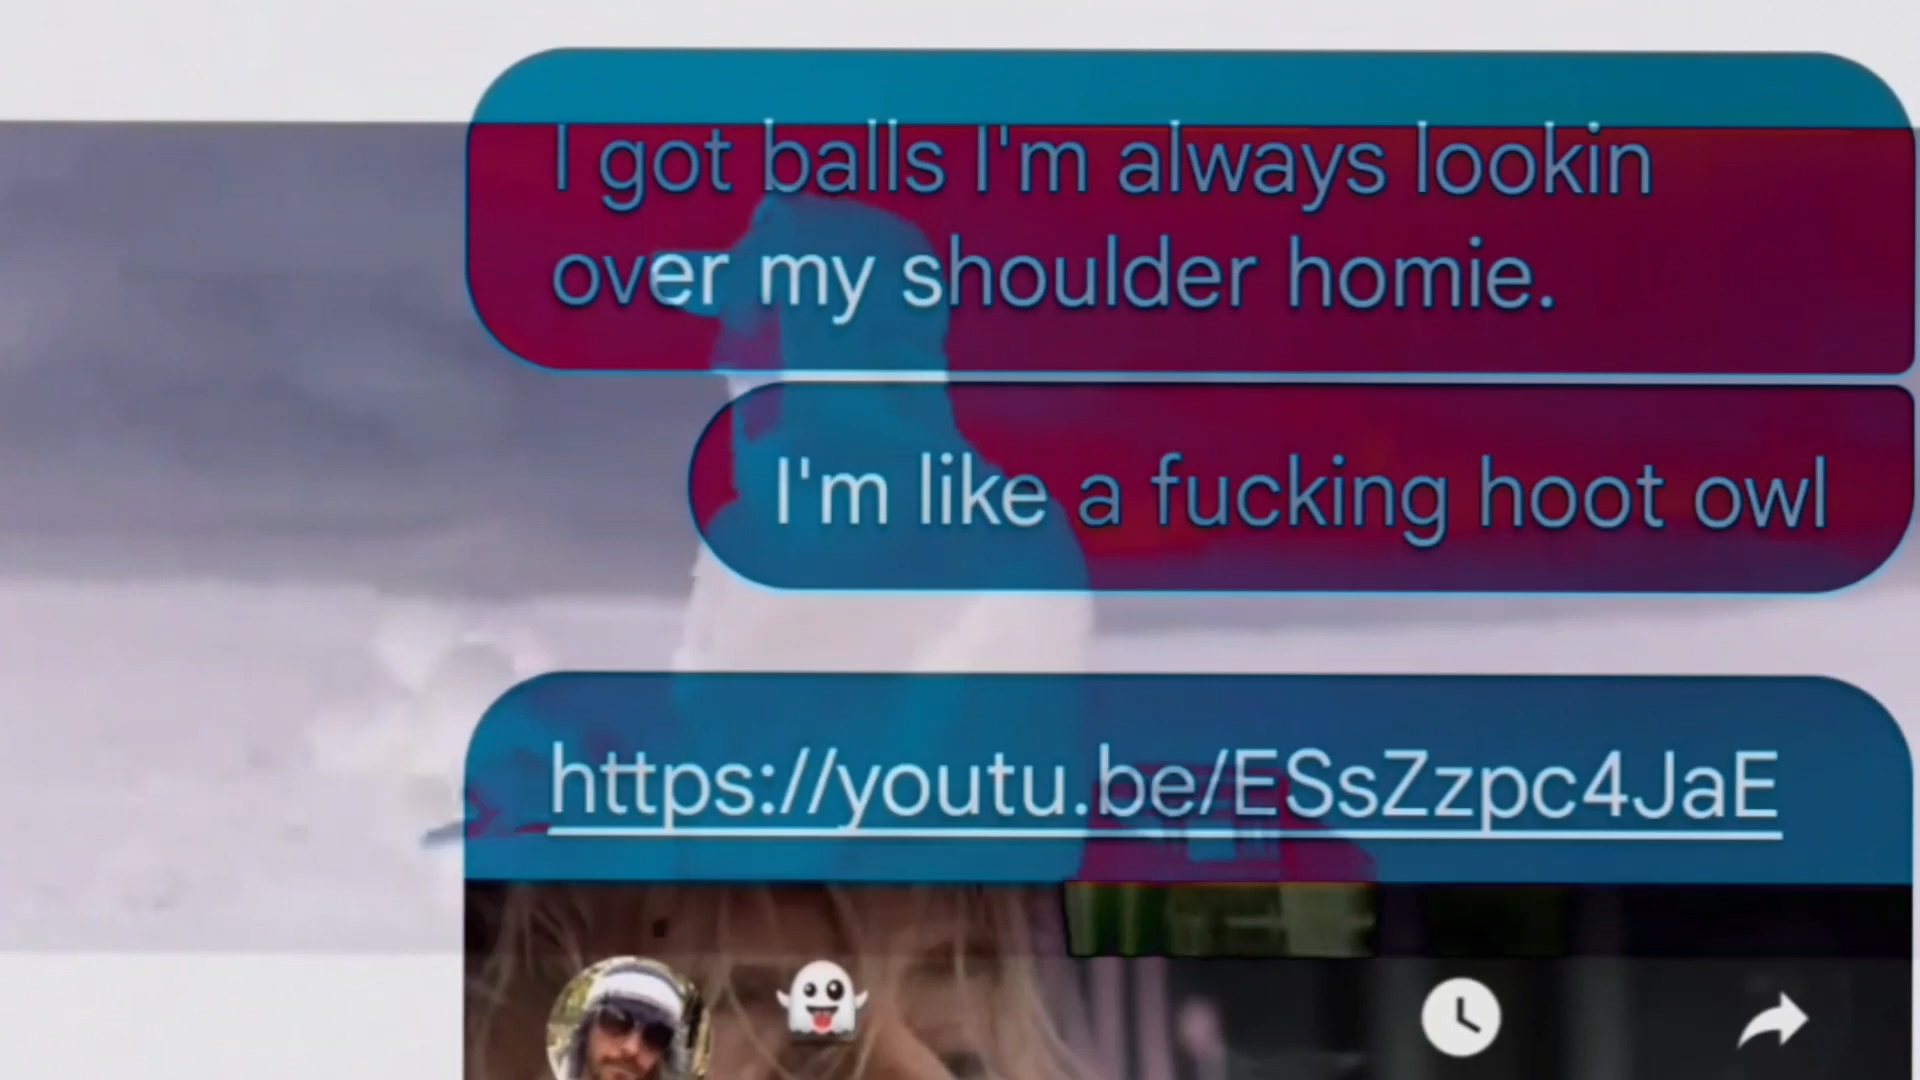 I got balls I'm always lookin
over my shoulder homie.
I'm like a fucking hoot owl
https://youtu.be/ESsZzpc4JaE